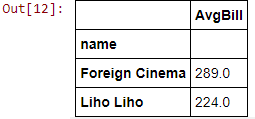 Out[12]:
AvgBill
name
Foreign Cinema 289.0
Liho Liho 224.0